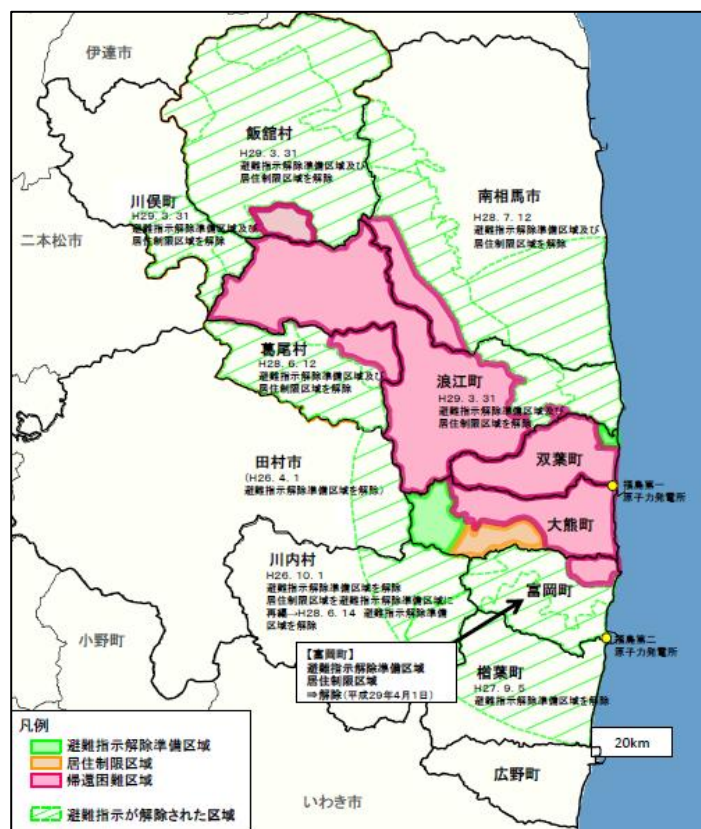 伊達市
飯舘村
H29.3.31
避難指示解除準備区域及び
居住制限区域を解除
川俣町
H29.3.31
避難指示解除準備区域及び
居住制限区域を解除
南相馬市
H28.7.12
避難指示解除準備区域及び
居住制限区域を解除
二本松市
葛尾村
H28.6.12
避難指示解除準備区域及び
居住制限区域を解除
浪江町
H29.3.31
避難指示解除準備区域及び
居住制限区域を解除
田村市
(H26.4.1
避難指示解除準備区域を解除)
双葉町
福島第一
原子力発電所
大熊町
川内村
H26.10.1
避難指示解除準備区域を解除
居住制限区域を避難指示解除準備区域に
再編→H28.6.14 避難指示解除準備
区域を解除
富岡町
小野町
福島第二
原子力発電所
【富岡町】
避難指示解除準備区域
居住制限区域
⇒解除(平成29年4月1日)
楢葉町
H27.9.5
避難指示解除準備区域を解除
凡例
避難指示解除準備区域
居住制限区域
帰還困難区域
避難指示が解除された区域
20km
広野町
いわき市